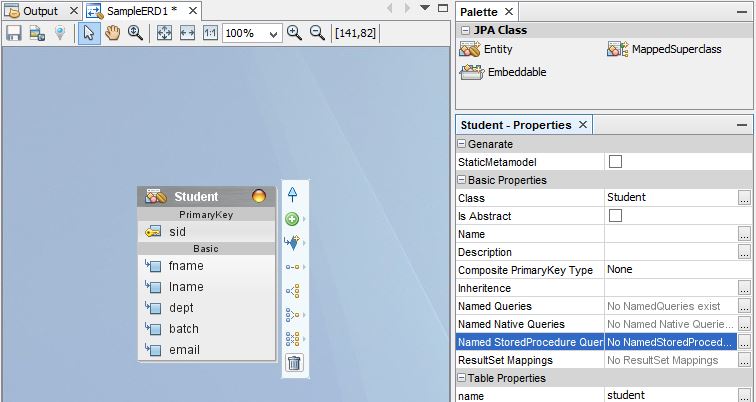 Output
SampleERD1 *
100%
1:1
[141,82]
Student
PrimaryKey
sid
Basic
fname
lname
dept
batch
email
Palette
JPA Class
Entity
MappedSuperclass
Embeddable
Student - Properties
Genarate
StaticMetamodel
Basic Properties
Class Student ...
Is Abstract
Name ...
Description ...
Composite PrimaryKey Type None ...
Inheritence ...
Named Queries No NamedQueries exist ...
Named Native Queries No Named Native Querie... ...
Named StoredProcedure Quer No NamedStoredProced... ...
ResultSet Mappings No ResultSet Mappings ...
Table Properties
name student ...